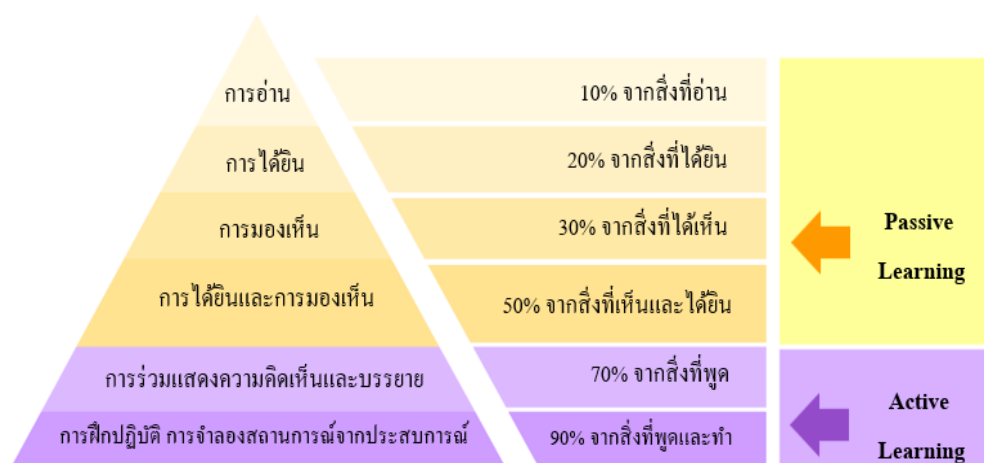 การอ่าน
10% จากสิ่งที่อ่าน
การได้ยิน
20% จากสิ่งที่ได้ยิน
การมองเห็น
30% จากสิ่งที่ได้เห็น
การได้ยินและการมองเห็น
50% จากสิ่งที่เห็นและได้ยิน
Passive
Learning
การร่วมแสดงความคิดเห็นและบรรยาย
70% จากสิ่งที่พูด
การฝึกปฏิบัติ การจำลองสถานการณ์จากประสบการณ์
90% จากสิ่งที่พูดและทำ
Active
Learning